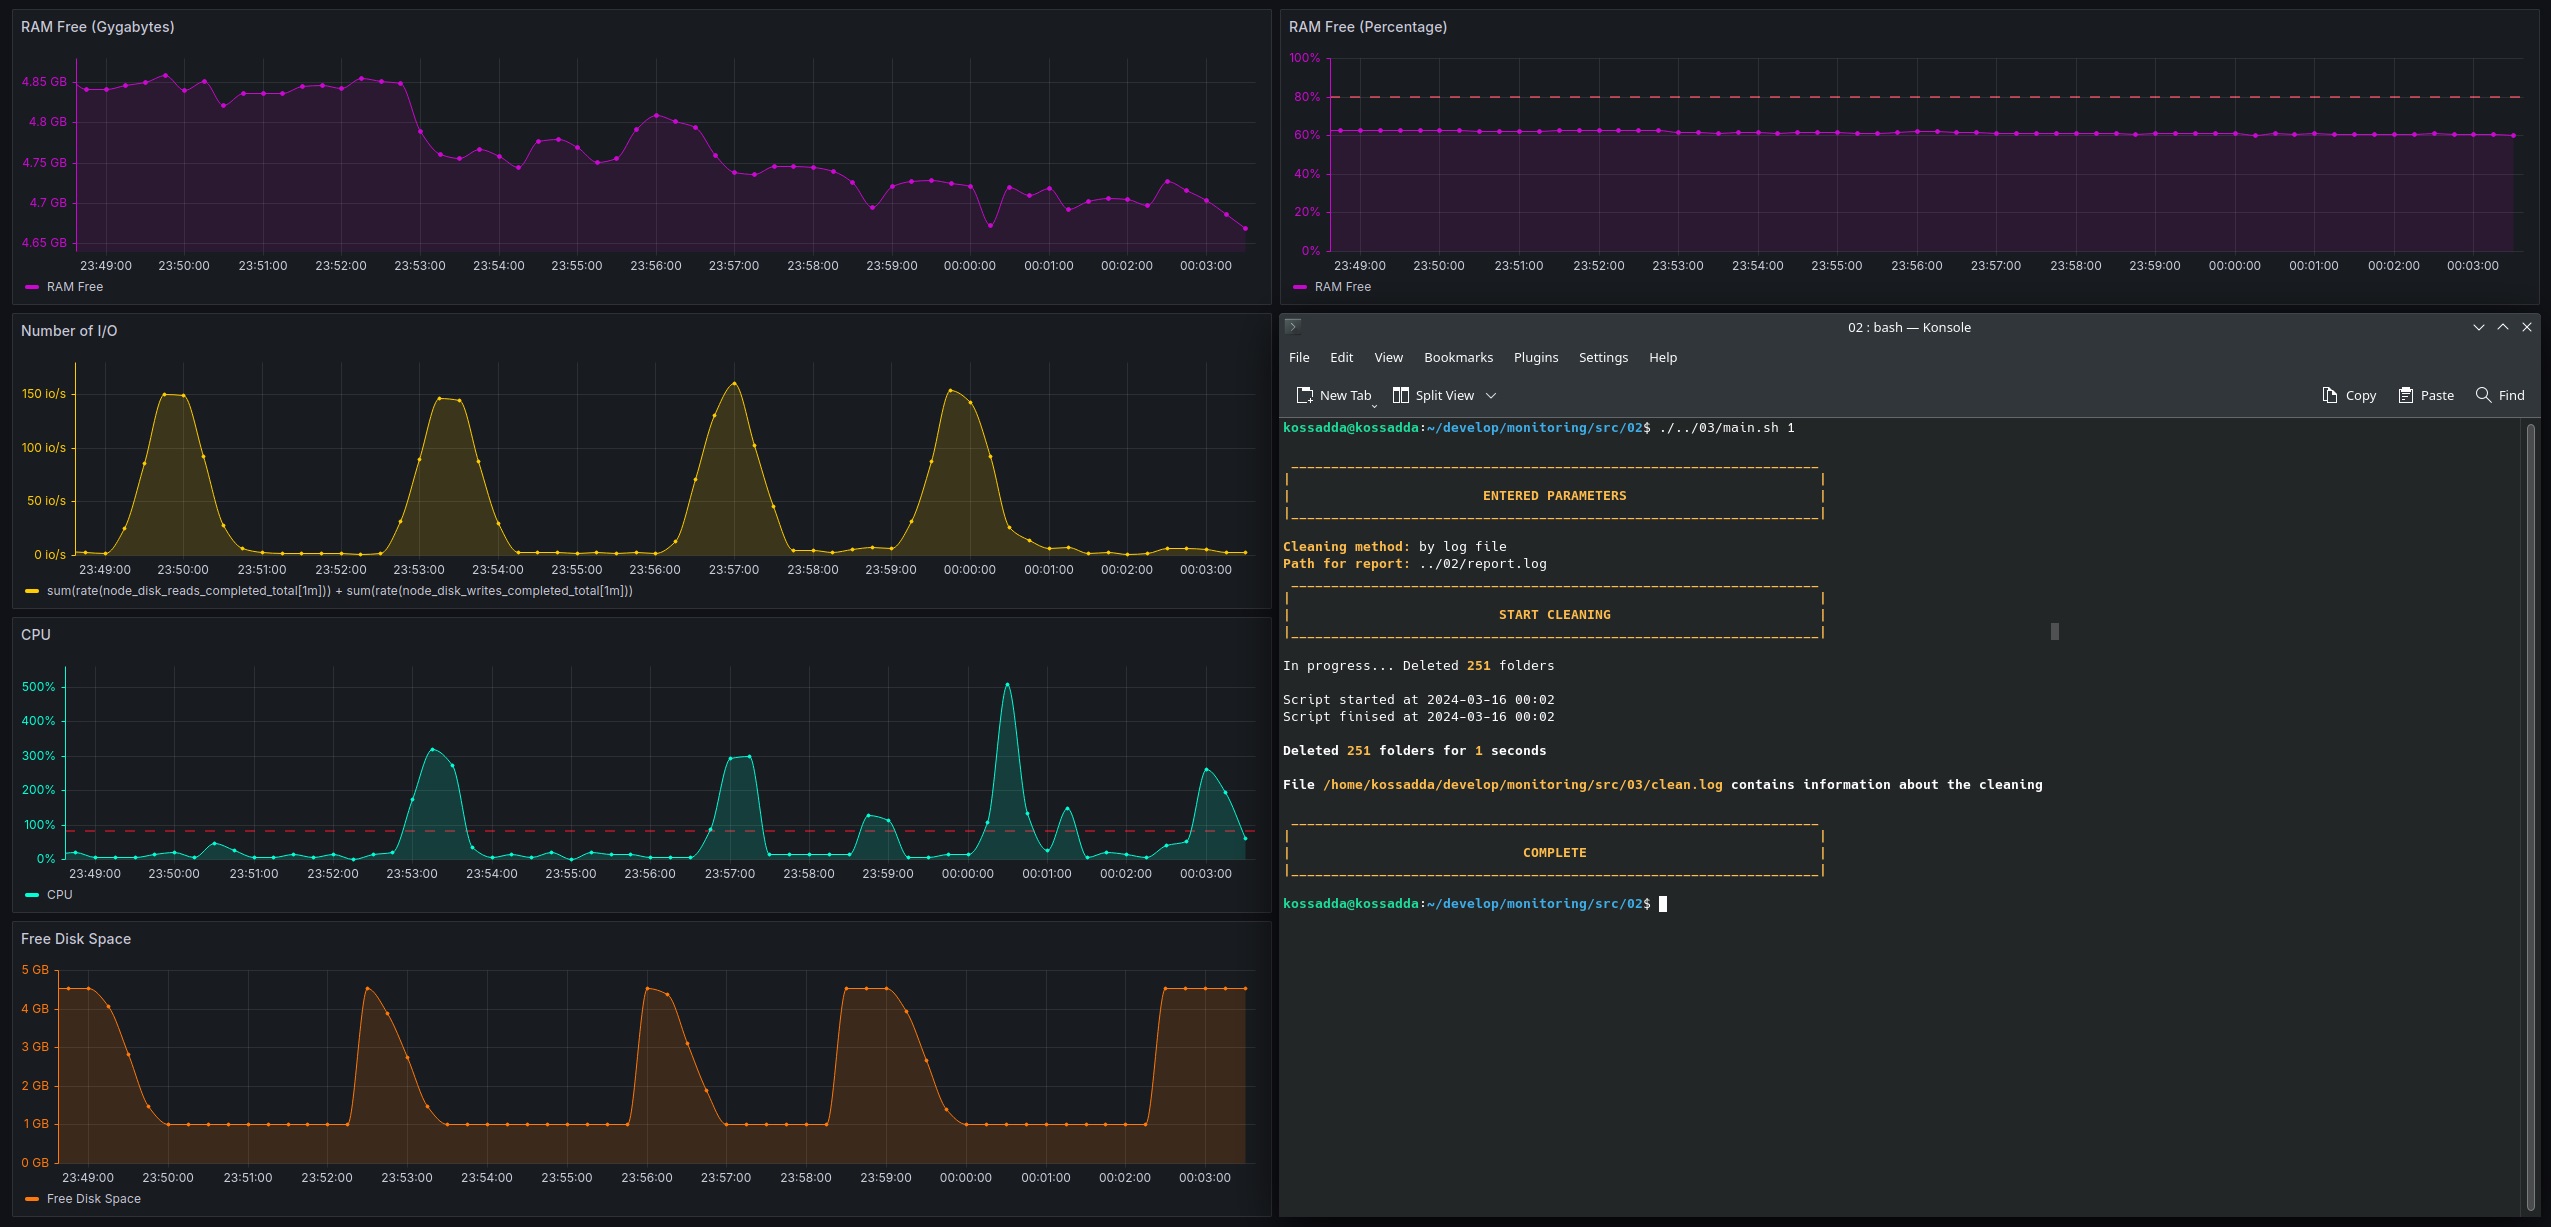 RAM Free (Gygabytes)
4.85 GB
4.8 GB
4.75 GB
4.7 GB
4.65 GB
23:49:00 23:50:00 23:51:00 23:52:00 23:53:00 23:54:00 23:55:00 23:56:00 23:57:00 23:58:00 23:59:00 00:00:00 00:01:00 00:02:00 00:03:00
RAM Free
RAM Free (Percentage)
100%
80%
60%
40%
20%
0%
23:49:00 23:50:00 23:51:00 23:52:00 23:53:00 23:54:00 23:55:00 23:56:00 23:57:00 23:58:00 23:59:00 00:00:00 00:01:00 00:02:00 00:03:00
RAM Free
Number of I/O
150 io/s
100 io/s
50 io/s
0 io/s
23:49:00 23:50:00 23:51:00 23:52:00 23:53:00 23:54:00 23:55:00 23:56:00 23:57:00 23:58:00 23:59:00 00:00:00 00:01:00 00:02:00 00:03:00
sum(rate(node_disk_reads_completed_total[1m])) + sum(rate(node_disk_writes_completed_total[1m]))
CPU
500%
400%
300%
200%
100%
0%
23:49:00 23:50:00 23:51:00 23:52:00 23:53:00 23:54:00 23:55:00 23:56:00 23:57:00 23:58:00 23:59:00 00:00:00 00:01:00 00:02:00 00:03:00
CPU
Free Disk Space
5 GB
4 GB
3 GB
2 GB
1 GB
0 GB
23:49:00 23:50:00 23:51:00 23:52:00 23:53:00 23:54:00 23:55:00 23:56:00 23:57:00 23:58:00 23:59:00 00:00:00 00:01:00 00:02:00 00:03:00
Free Disk Space
02 : bash — Konsole
File Edit View Bookmarks Plugins Settings Help
New Tab Split View Copy Paste Find
kossadda@kossadda:~/develop/monitoring/src/02$ ./../03/main.sh 1
ENTERED PARAMETERS
Cleaning method: by log file
Path for report: ../02/report.log
START CLEANING
In progress... Deleted 251 folders
Script started at 2024-03-16 00:02
Script finised at 2024-03-16 00:02
Deleted 251 folders for 1 seconds
File /home/kossadda/develop/monitoring/src/03/clean.log contains information about the cleaning
COMPLETE
kossadda@kossadda:~/develop/monitoring/src/02$